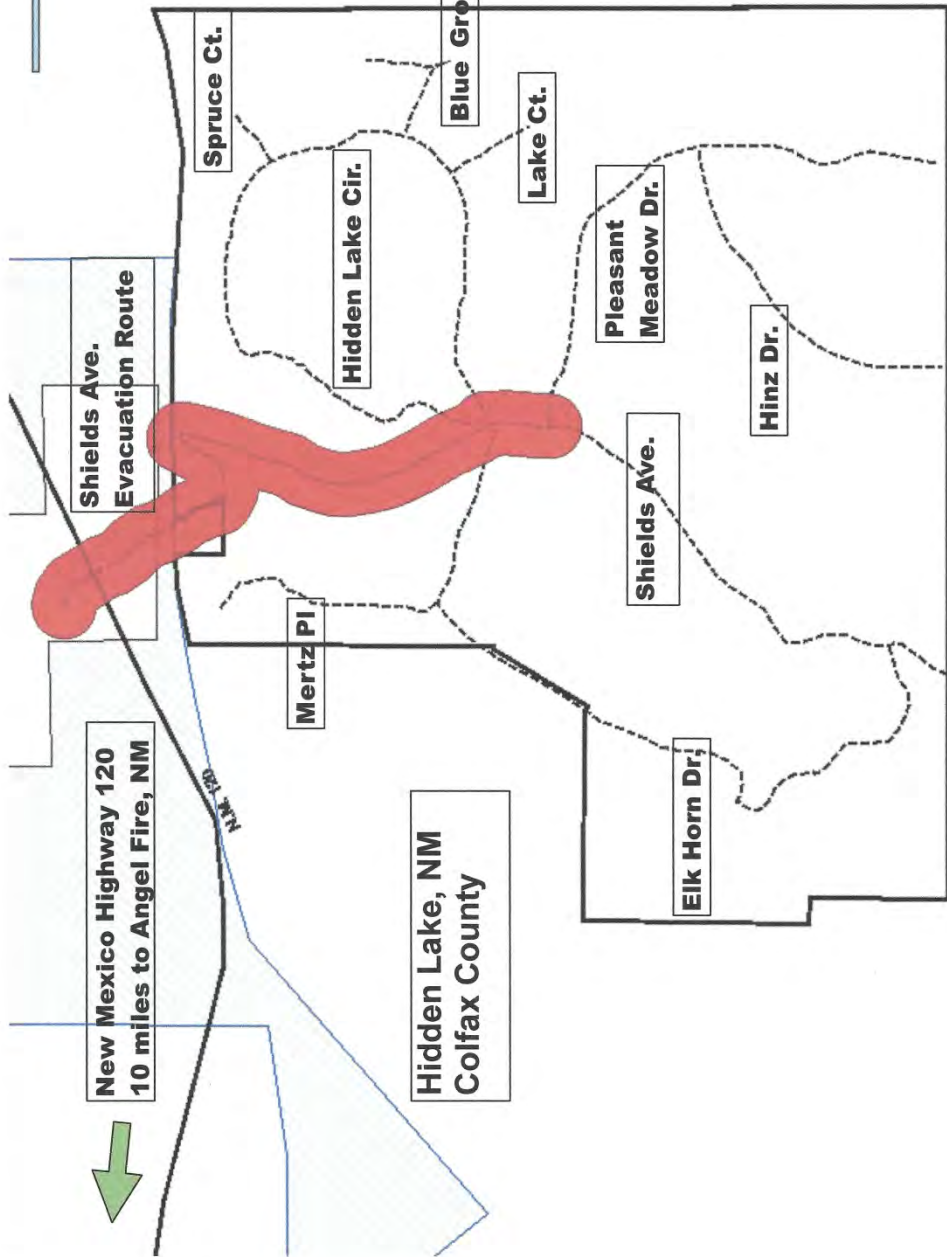 Spruce Ct.
Blue Gro
Lake Ct.
Hidden Lake Cir.
Shields Ave.
Evacuation Route
Pleasant
Meadow Dr.
Hinz Dr.
Shields Ave.
Mertz Pl
Elk Horn Dr.
New Mexico Highway 120
10 miles to Angel Fire, NM
N.M. 120
Hidden Lake, NM
Colfax County